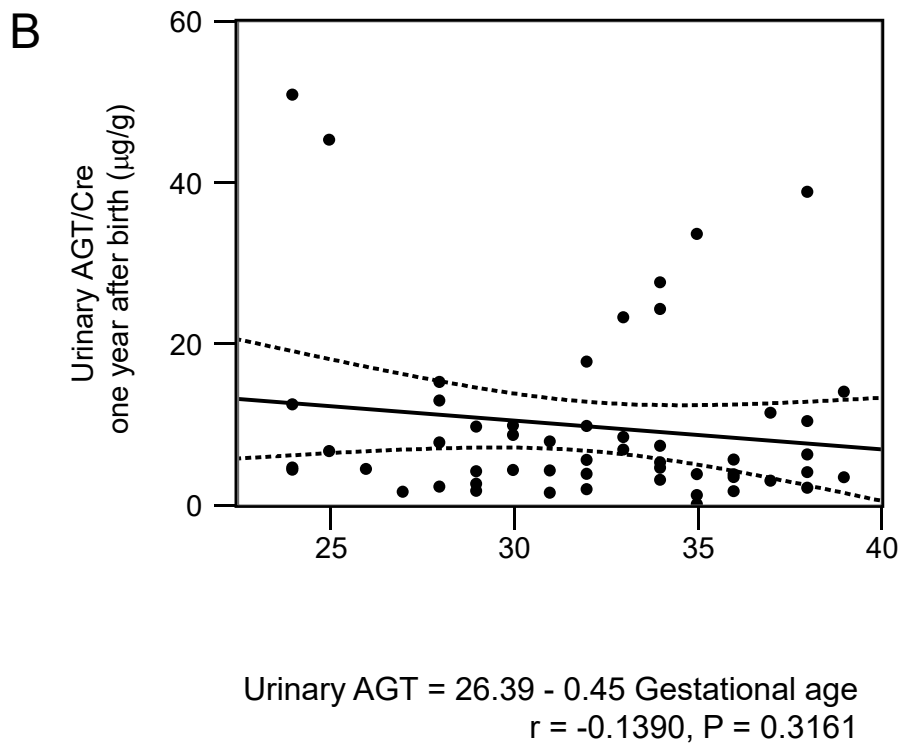 B
Urinary AGT/Cre
one year after birth (μg/g)
60
40
20
0
25
30
35
40
Urinary AGT = 26.39 - 0.45 Gestational age
r = -0.1390, P = 0.3161